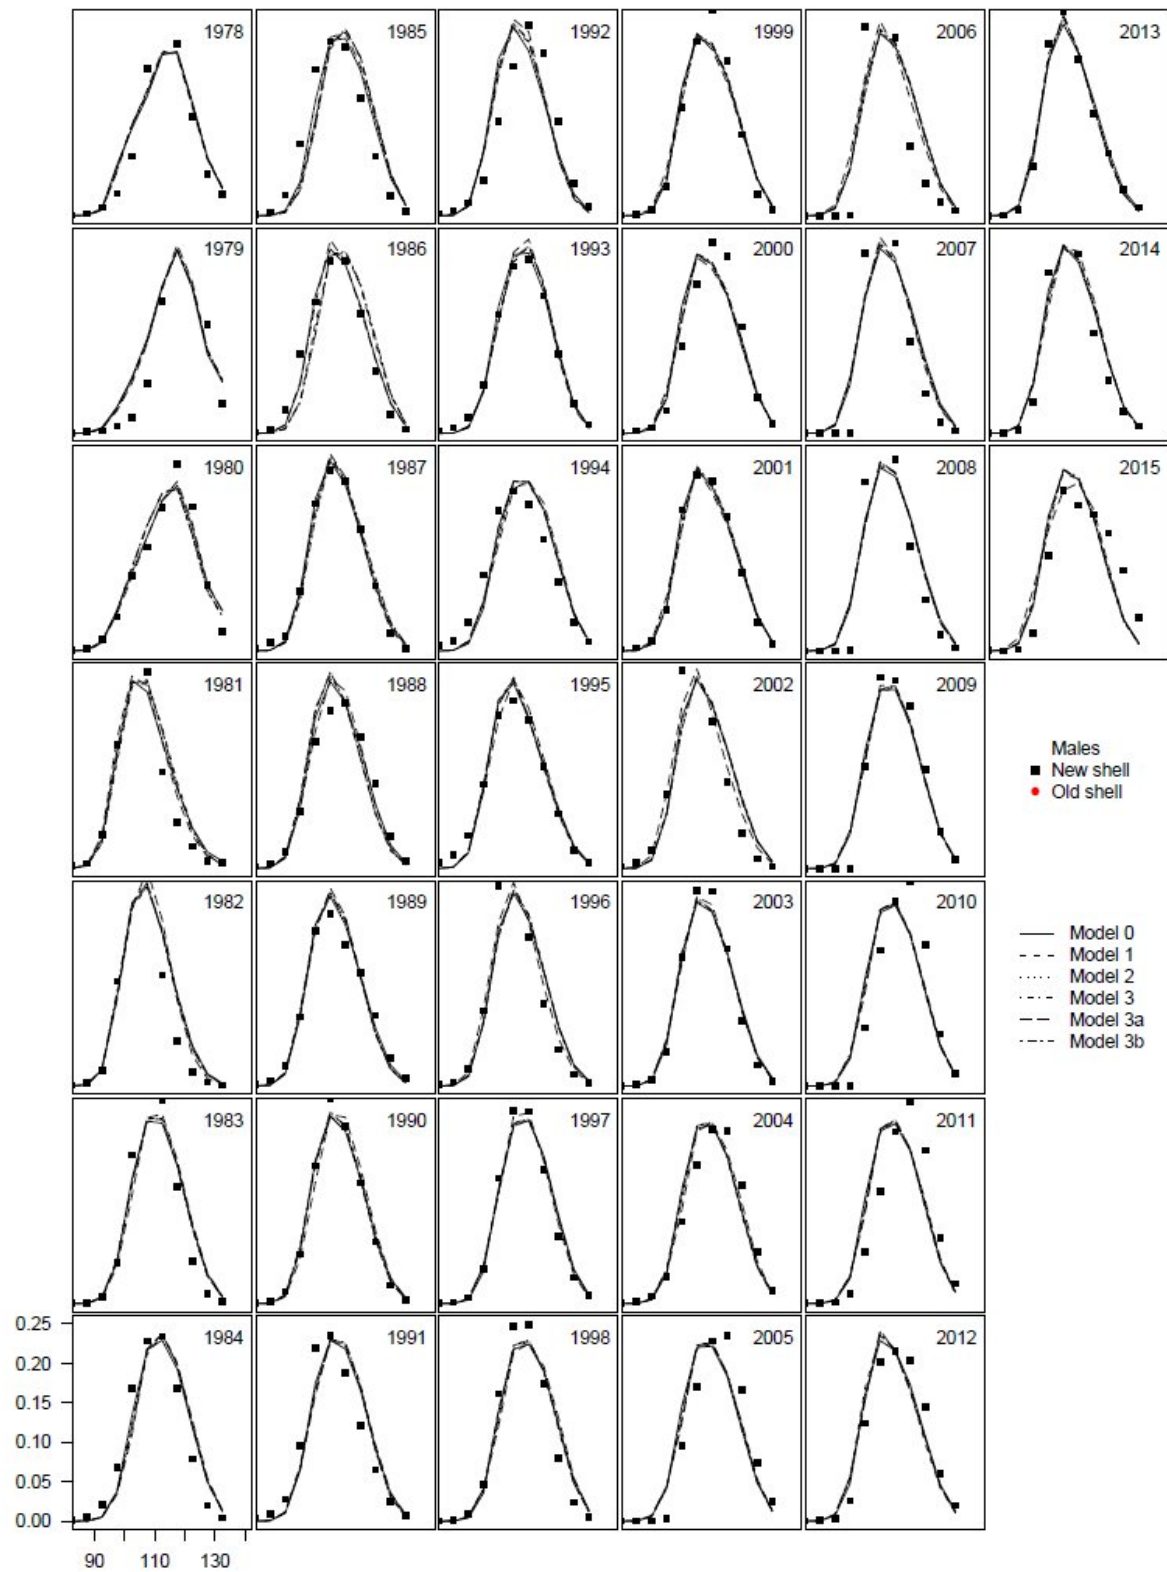 1978 1985 1992 1999 2006 2013
1979 1986 1993 2000 2007 2014
1980 1987 1994 2001 2008 2015
1981 1988 1995 2002 2009
Males
New shell
Old shell
1982 1989 1996 2003 2010
Model 0
Model 1
Model 2
Model 3
Model 3a
Model 3b
1983 1990 1997 2004 2011
1984 1991 1998 2005 2012
0.25
0.20
0.15
0.10
0.05
0.00
90 110 130